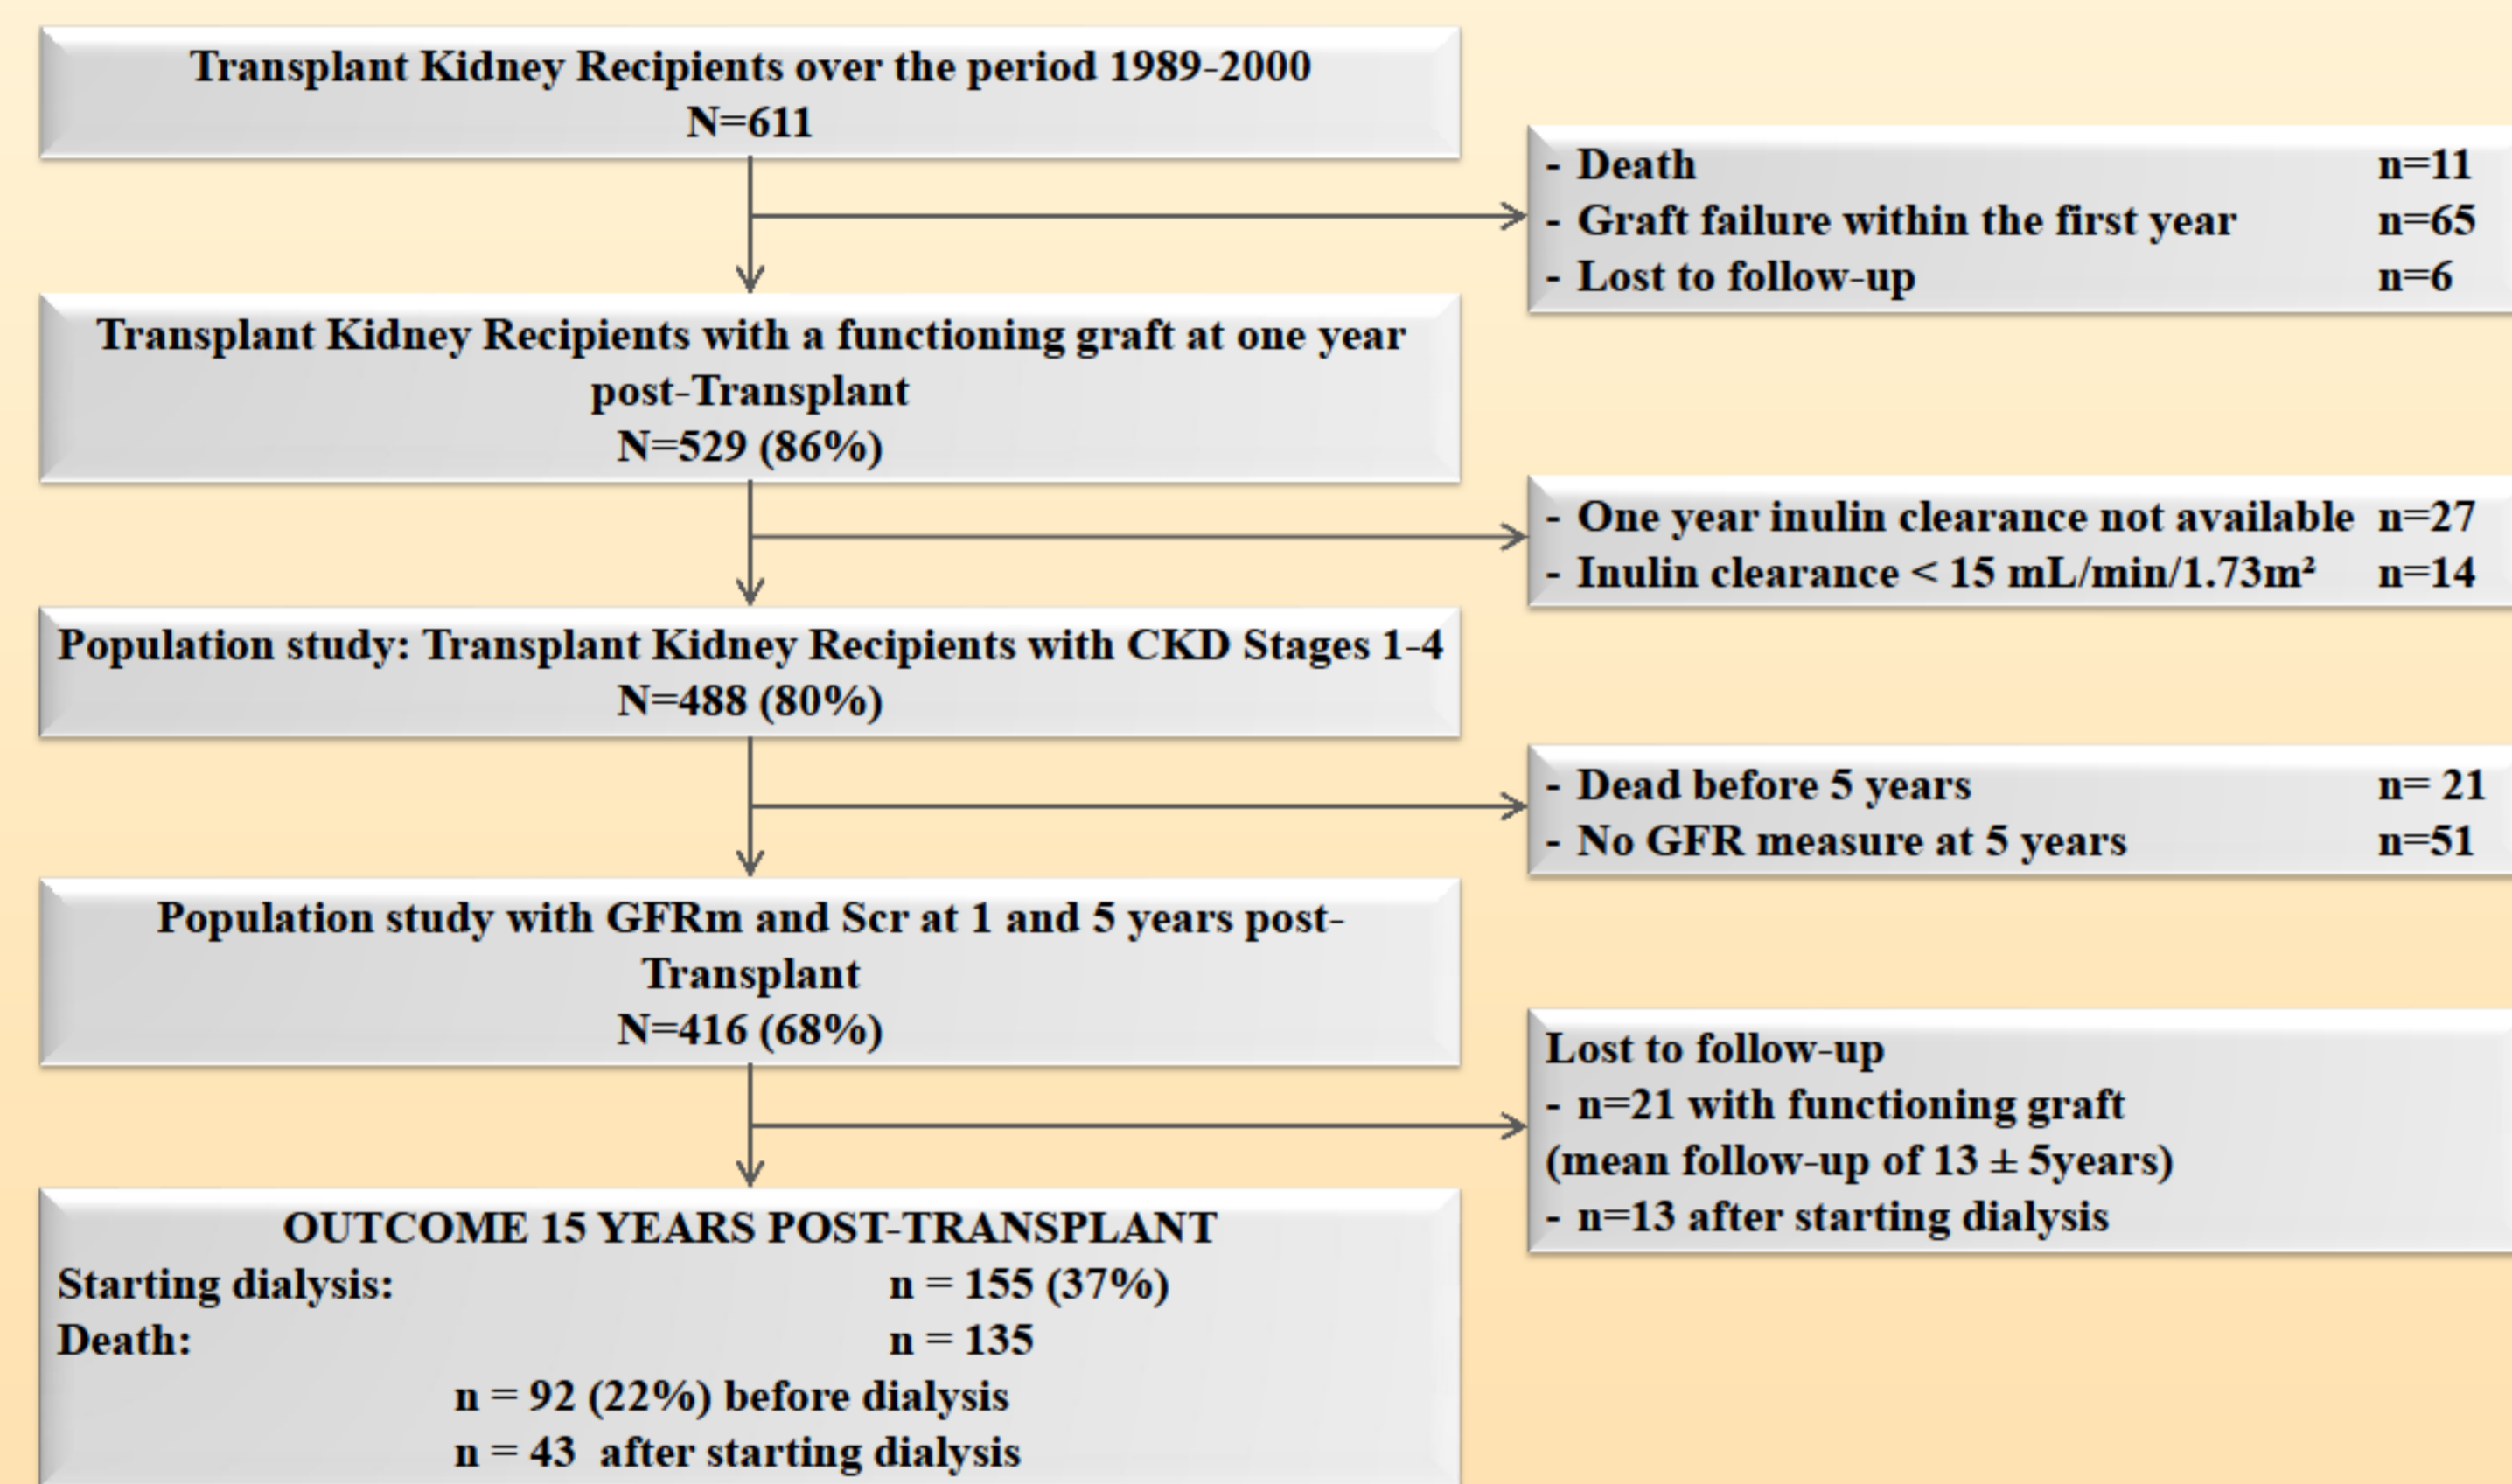 Transplant Kidney Recipients over the period 1989-2000
N=611
- Death n=11
- Graft failure within the first year n=65
- Lost to follow-up n=6
Transplant Kidney Recipients with a functioning graft at one year
post-Transplant
N=529 (86%)
- One year inulin clearance not available n=27
- Inulin clearance < 15 mL/min/1.73m² n=14
Population study: Transplant Kidney Recipients with CKD Stages 1-4
N=488 (80%)
- Dead before 5 years n= 21
- No GFR measure at 5 years n=51
Population study with GFRm and Scr at 1 and 5 years post-
Transplant
N=416 (68%)
Lost to follow-up
- n=21 with functioning graft
(mean follow-up of 13 ± 5years)
- n=13 after starting dialysis
OUTCOME 15 YEARS POST-TRANSPLANT
Starting dialysis: n = 155 (37%)
Death: n = 135
n = 92 (22%) before dialysis
n = 43 after starting dialysis